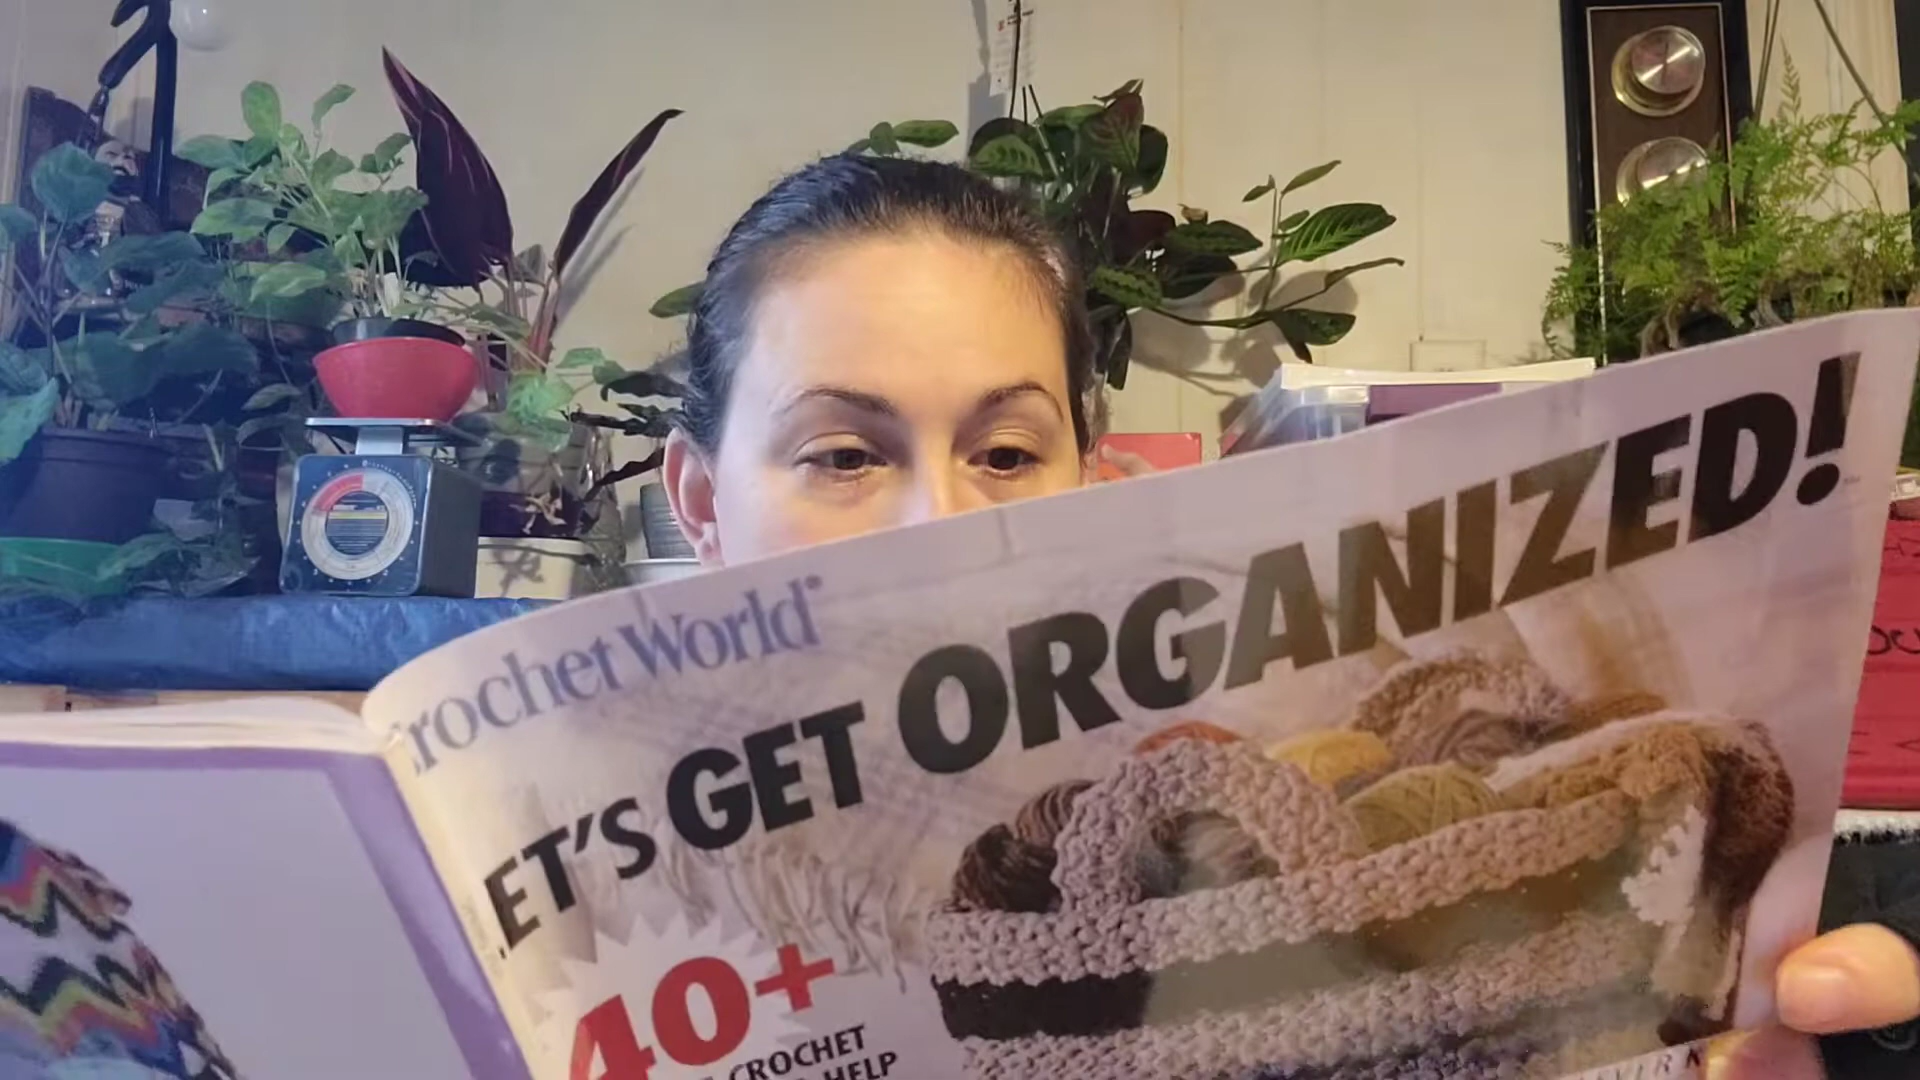 rochet World
ET'S GET ORGANIZED!
40+
CROCHET
HELP